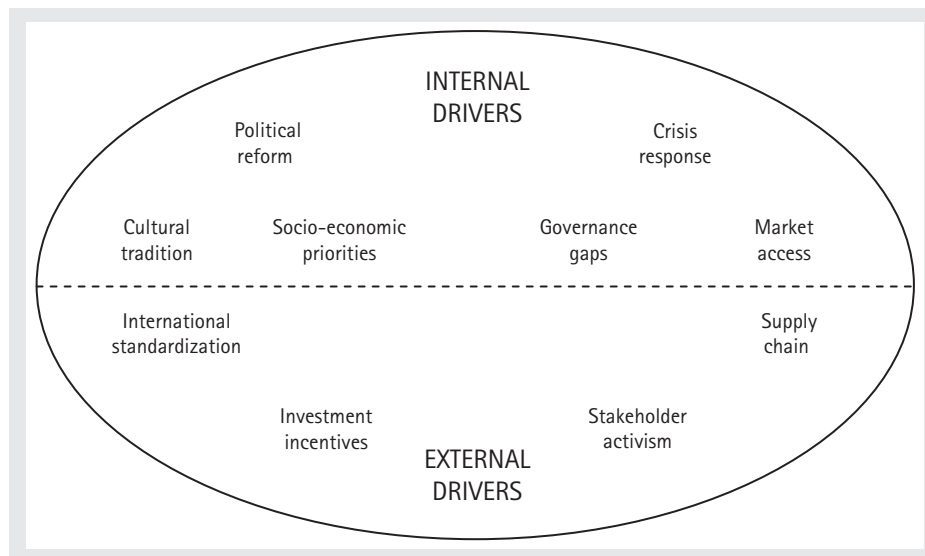 INTERNAL
DRIVERS
Political
reform
Crisis
response
Cultural
tradition
Socio-economic
priorities
Governance
gaps
Market
access
International
standardization
Supply
chain
Investment
incentives
Stakeholder
activism
EXTERNAL
DRIVERS